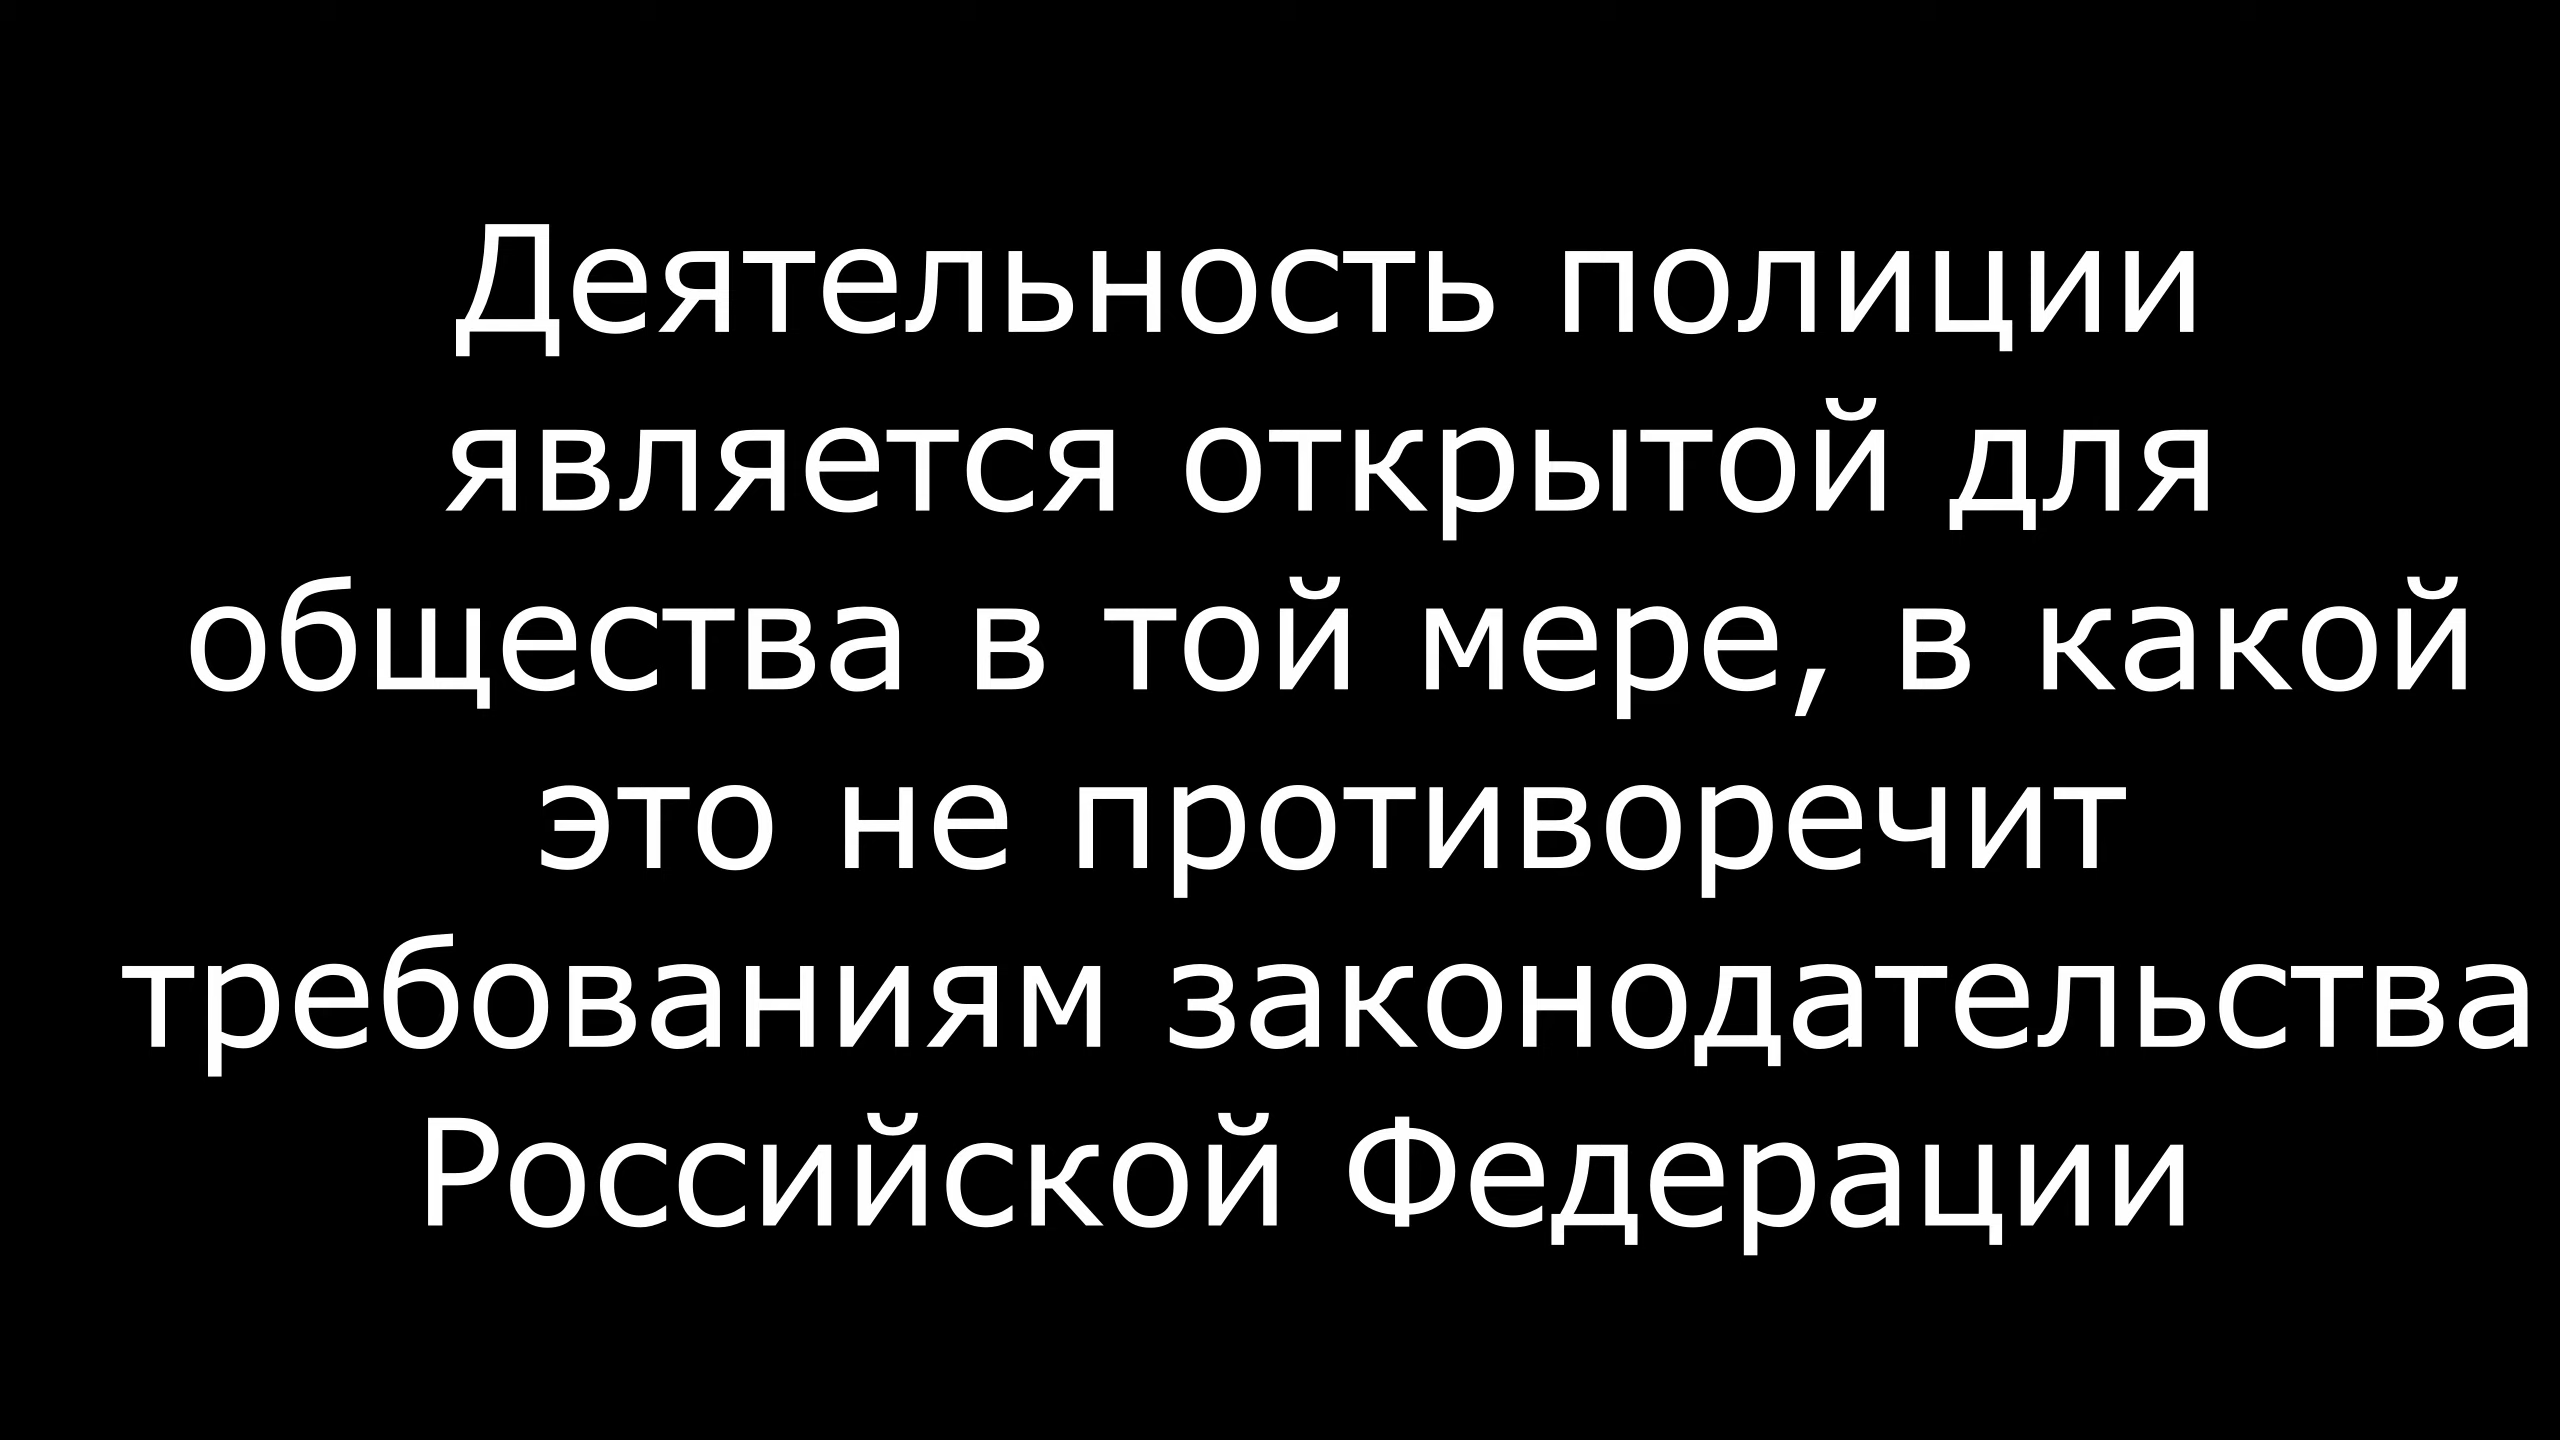 Деятельность полиции
является открытой для
общества в той мере, в какой
это не противоречит
требованиям законодательства
Российской Федерации